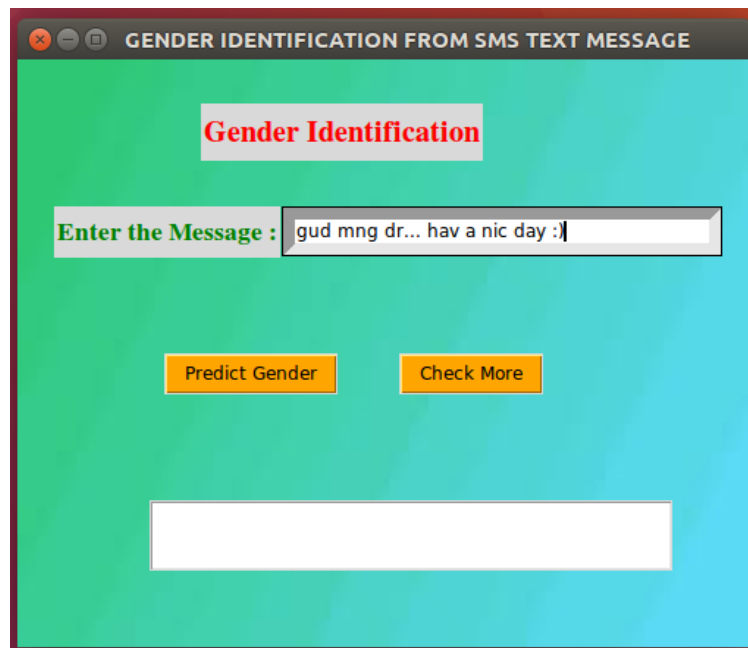 GENDER IDENTIFICATION FROM SMS TEXT MESSAGE
Gender Identification
Enter the Message : gud mng dr... hav a nic day :)
Predict Gender Check More